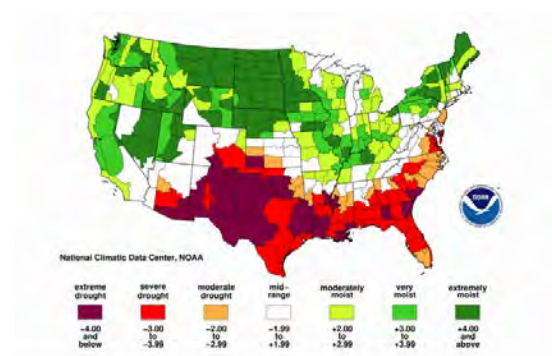 NOAA
National Climatic Data Center, NOAA
extreme drought
severe drought
moderate drought
mid-range
moderately moist
very moist
extremely moist
-4.00 and below
-3.00 to -3.99
-2.00 to -2.99
-1.99 to +1.99
+2.00 to +2.99
+3.00 to +3.99
+4.00 and above